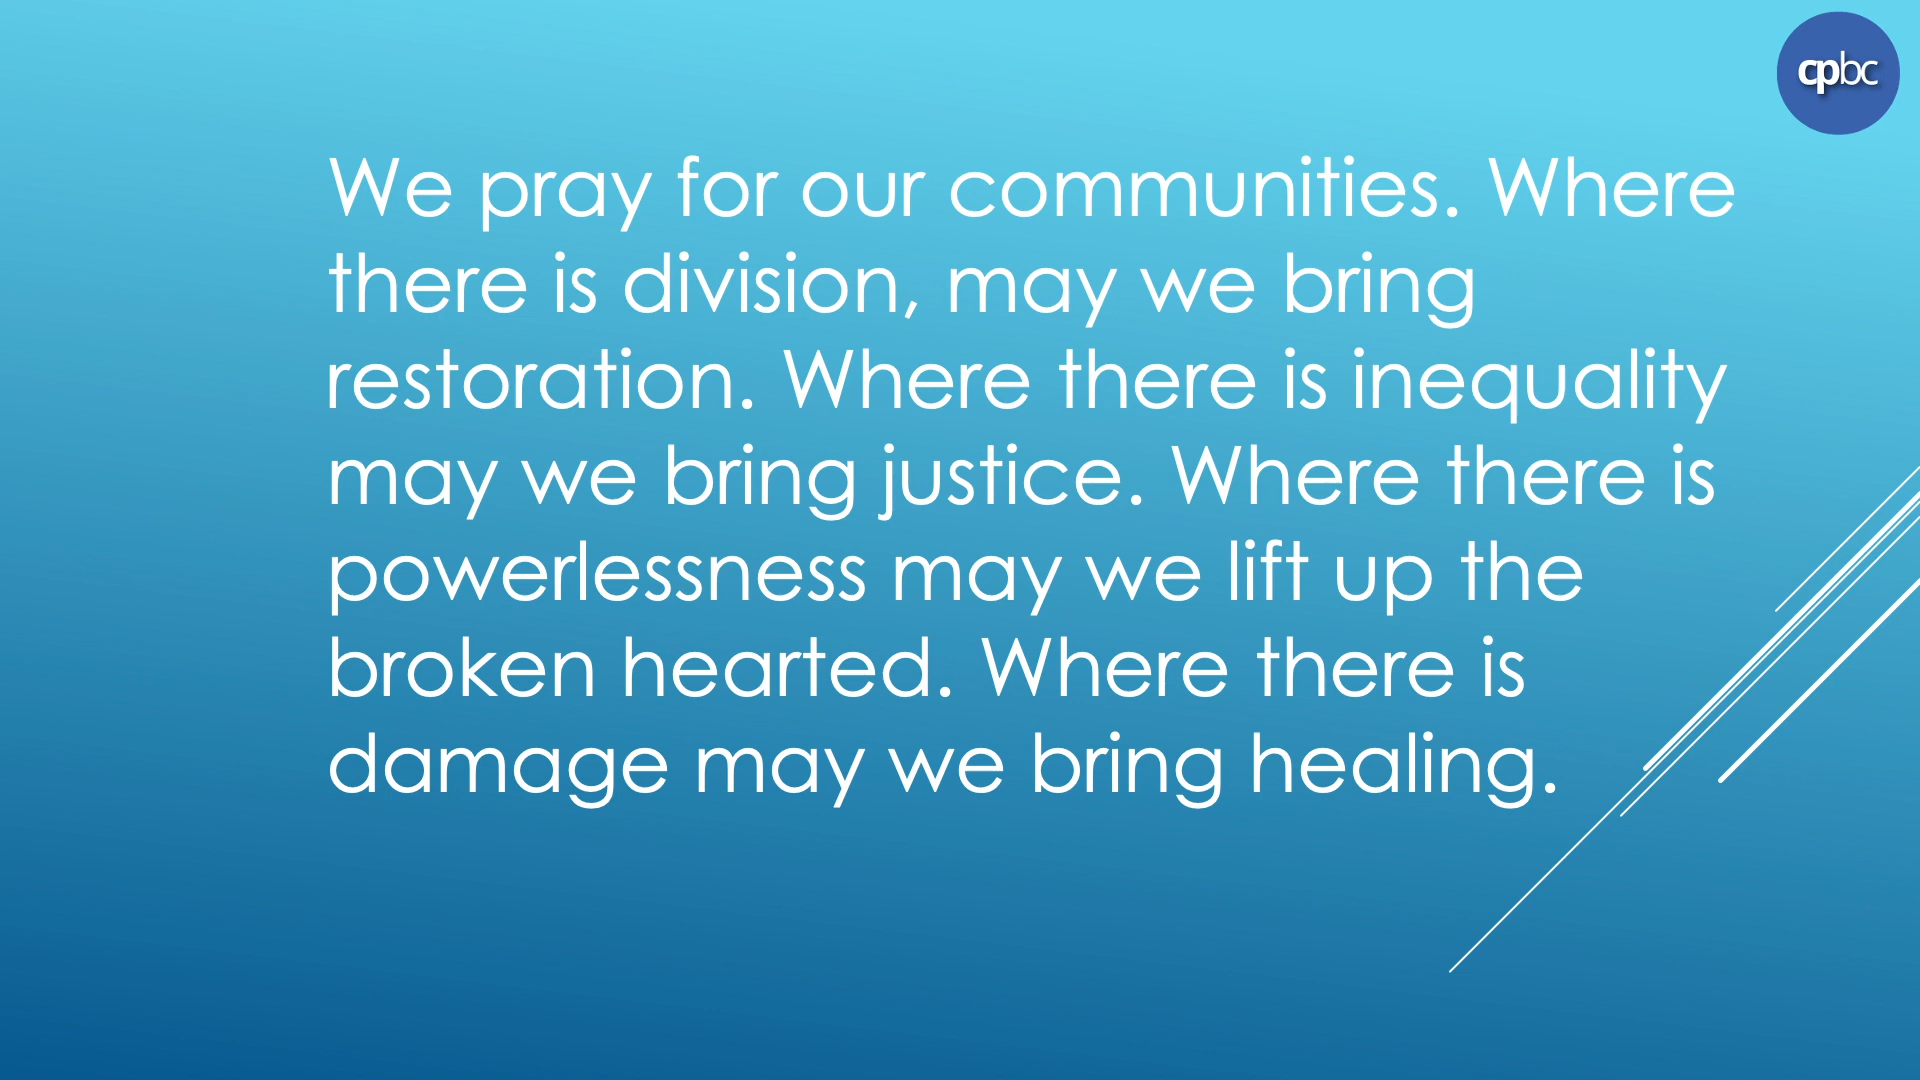 cpbc
We pray for our communities. Where
there is division, may we bring
restoration. Where there is inequality
may we bring justice. Where there is
powerlessness may we lift up the
broken hearted. Where there is
damage may we bring healing.